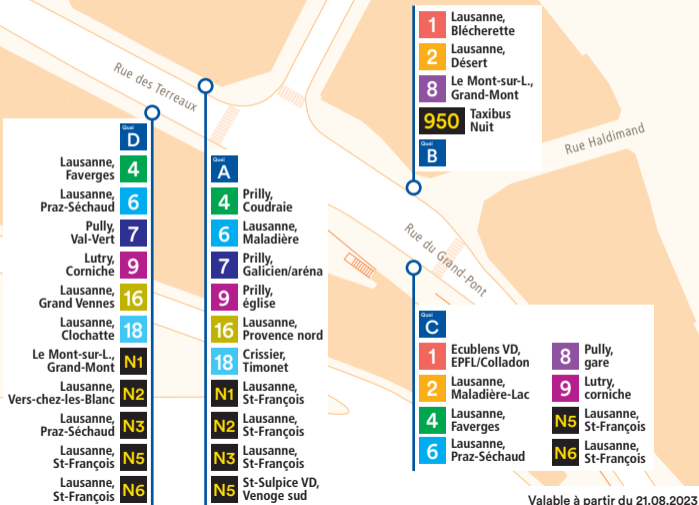 Rue des Terreaux
1 Lausanne,
Blécherette
2 Lausanne,
Désert
8 Le Mont-sur-L.,
Grand-Mont
950 Taxibus
Nuit
Quai
B
Rue Haldimand
Rue du Grand-Pont
Quai
D
Lausanne,
Faverges 4
Lausanne,
Praz-Séchaud 6
Pully,
Val-Vert 7
Lutry,
Corniche 9
Lausanne,
Grand Vennes 16
Lausanne,
Clochatte 18
Le Mont-sur-L.,
Grand-Mont N1
Lausanne,
Vers-chez-les-Blanc N2
Lausanne,
Praz-Séchaud N3
Lausanne,
St-François N5
Lausanne,
St-François N6
Quai
A
4 Prilly,
Coudraie
6 Lausanne,
Maladière
7 Prilly,
Galicien/aréna
9 Prilly,
église
16 Lausanne,
Provence nord
18 Crissier,
Timonet
N1 Lausanne,
St-François
N2 Lausanne,
St-François
N3 Lausanne,
St-François
N5 St-Sulpice VD,
Venoge sud
Quai
C
1 Ecublens VD,
EPFL/Colladon
2 Lausanne,
Maladière-Lac
4 Lausanne,
Faverges
6 Lausanne,
Praz-Séchaud
8 Pully,
gare
9 Lutry,
corniche
N5 Lausanne,
St-François
N6 Lausanne,
St-François
Valable à partir du 21.08.2023